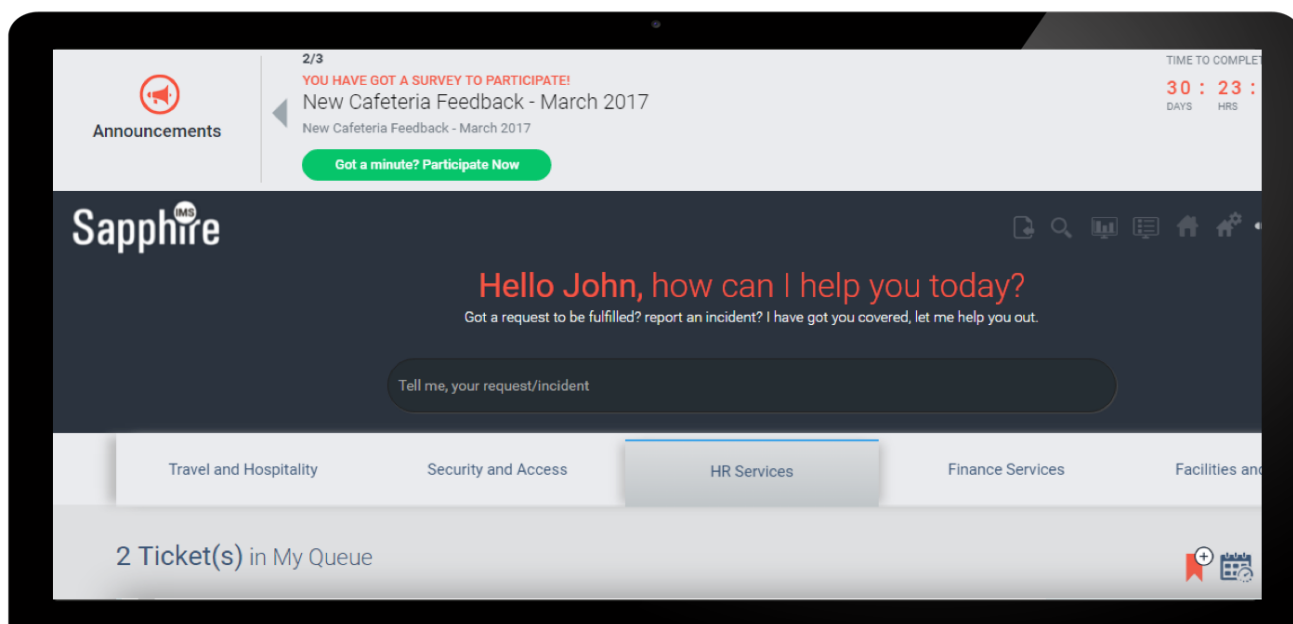 2/3
YOU HAVE GOT A SURVEY TO PARTICIPATE!
New Cafeteria Feedback - March 2017
New Cafeteria Feedback - March 2017
Got a minute? Participate Now
Announcements
TIME TO COMPLET
30 : 23 :
DAYS HRS
Sapphire
IMS
Hello John, how can I help you today?
Got a request to be fulfilled? report an incident? I have got you covered, let me help you out.
Tell me, your request/incident
Travel and Hospitality
Security and Access
HR Services
Finance Services
Facilities and
2 Ticket(s) in My Queue